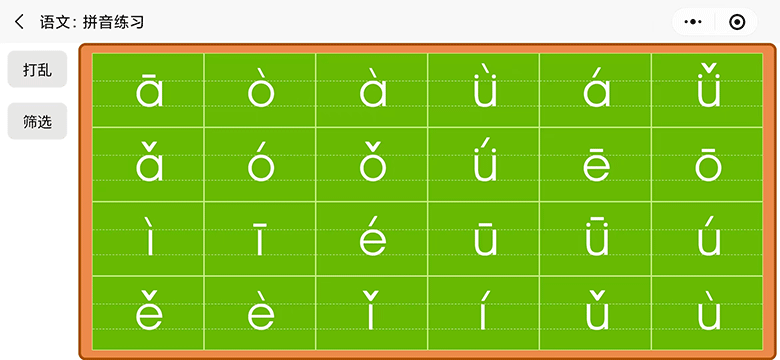 语文：拼音练习
打乱
筛选
ā ò à ǜ á ǚ
ǎ ó ǒ ǘ ē ō
ì ī é ū ǖ ú
ě è ǐ í ǔ ù